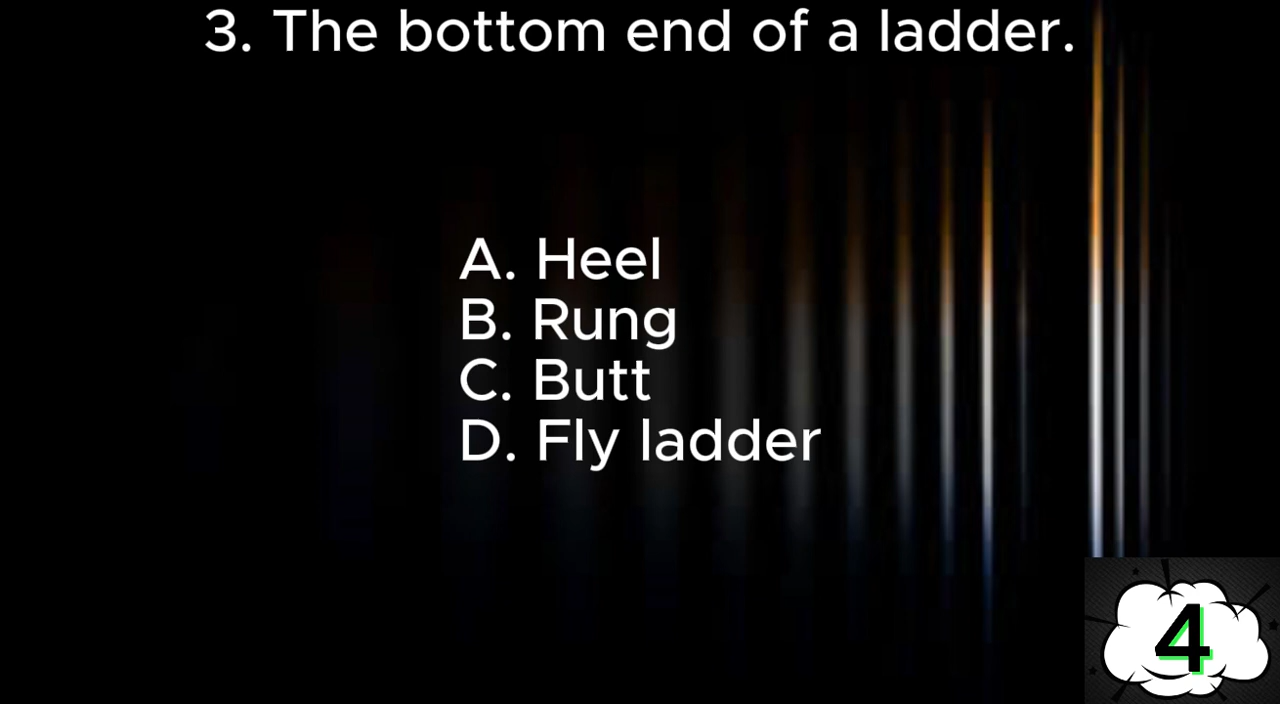 3. The bottom end of a ladder.
A. Heel
B. Rung
C. Butt
D. Fly ladder
4